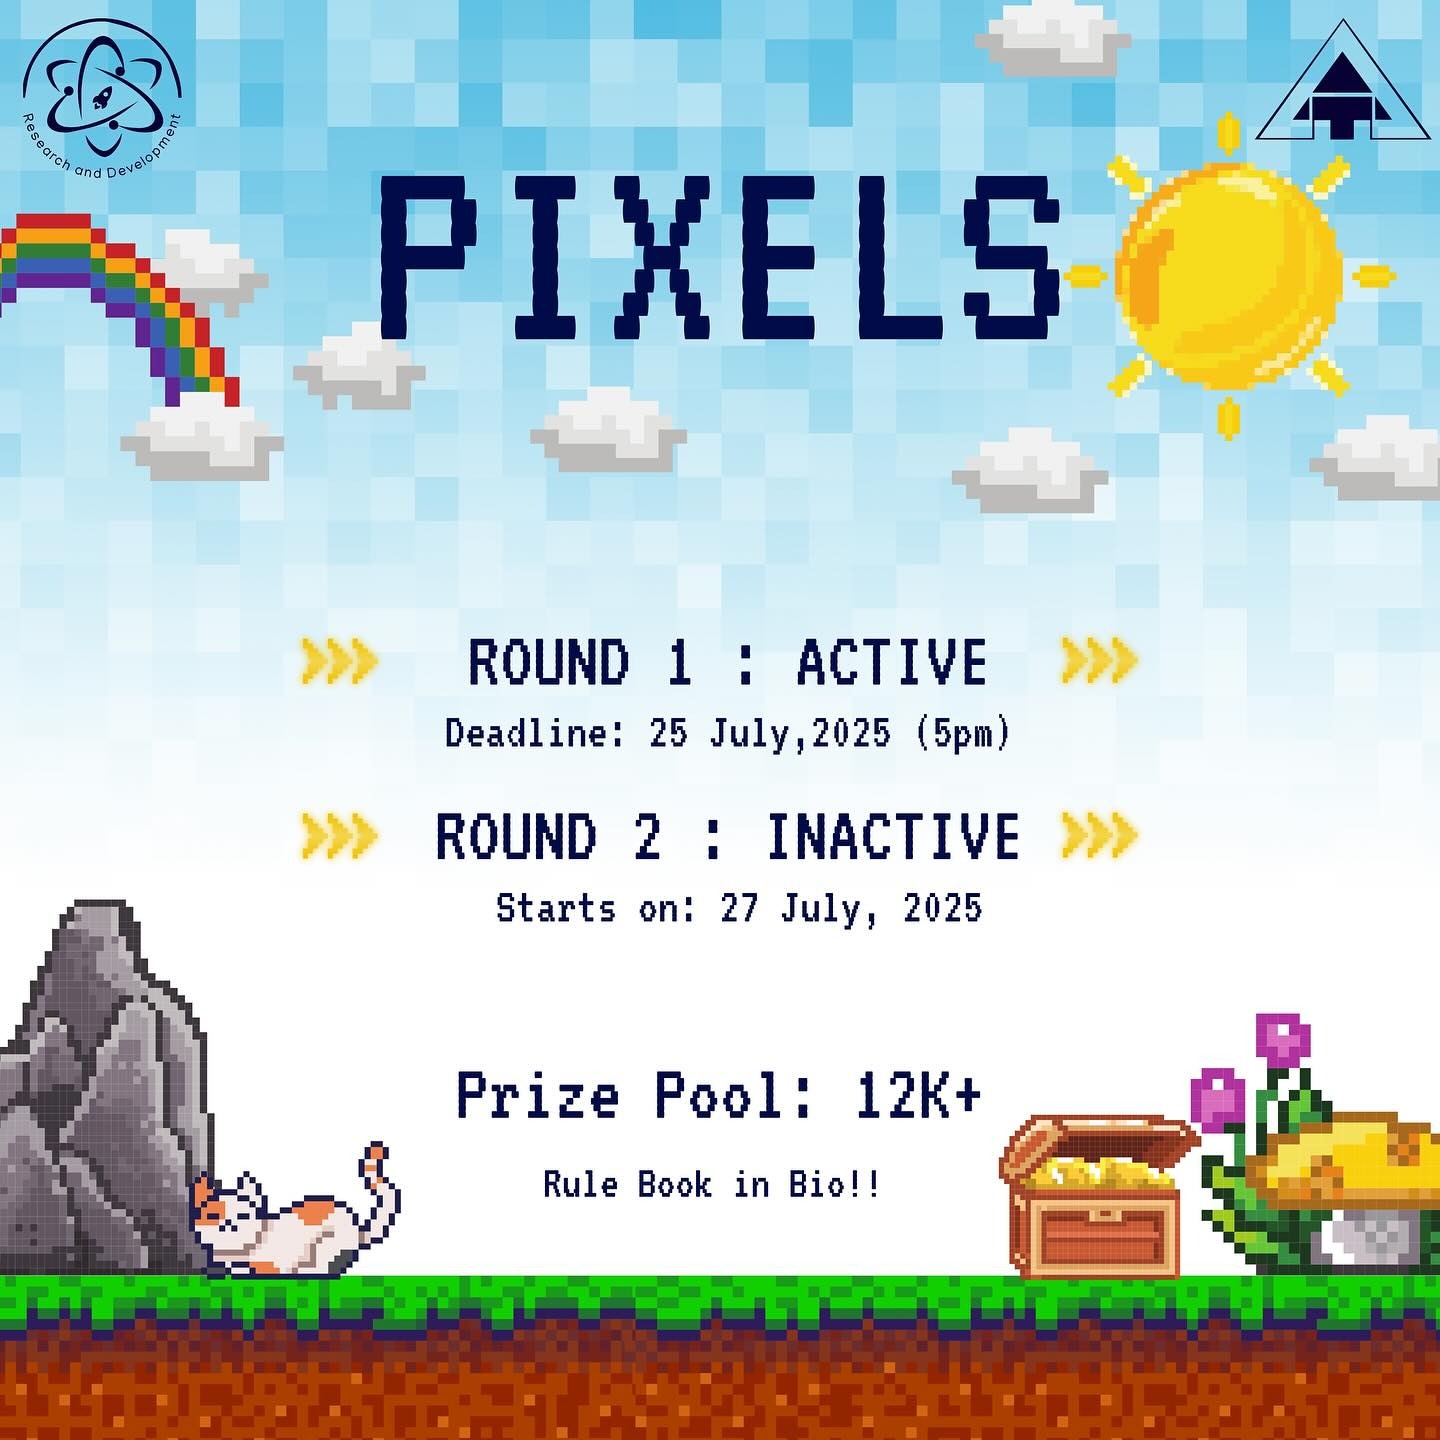 Research and Development
PIXELS
ROUND 1 : ACTIVE
Deadline: 25 July,2025 (5pm)
ROUND 2 : INACTIVE
Starts on: 27 July, 2025
Prize Pool: 12K+
Rule Book in Bio!!